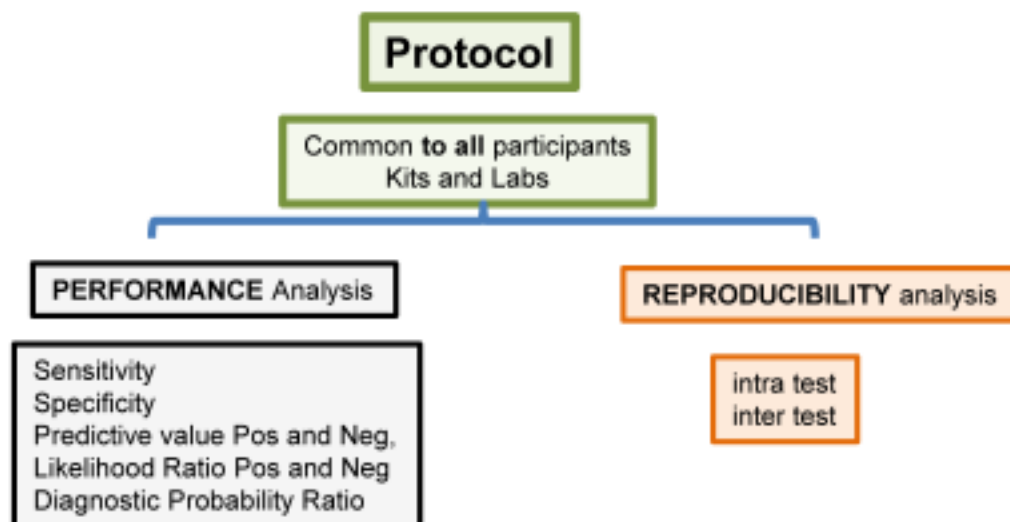 Protocol
Common to all participants
Kits and Labs
PERFORMANCE Analysis
REPRODUCIBILITY analysis
Sensitivity
Specificity
Predictive value Pos and Neg,
Likelihood Ratio Pos and Neg
Diagnostic Probability Ratio
intra test
inter test